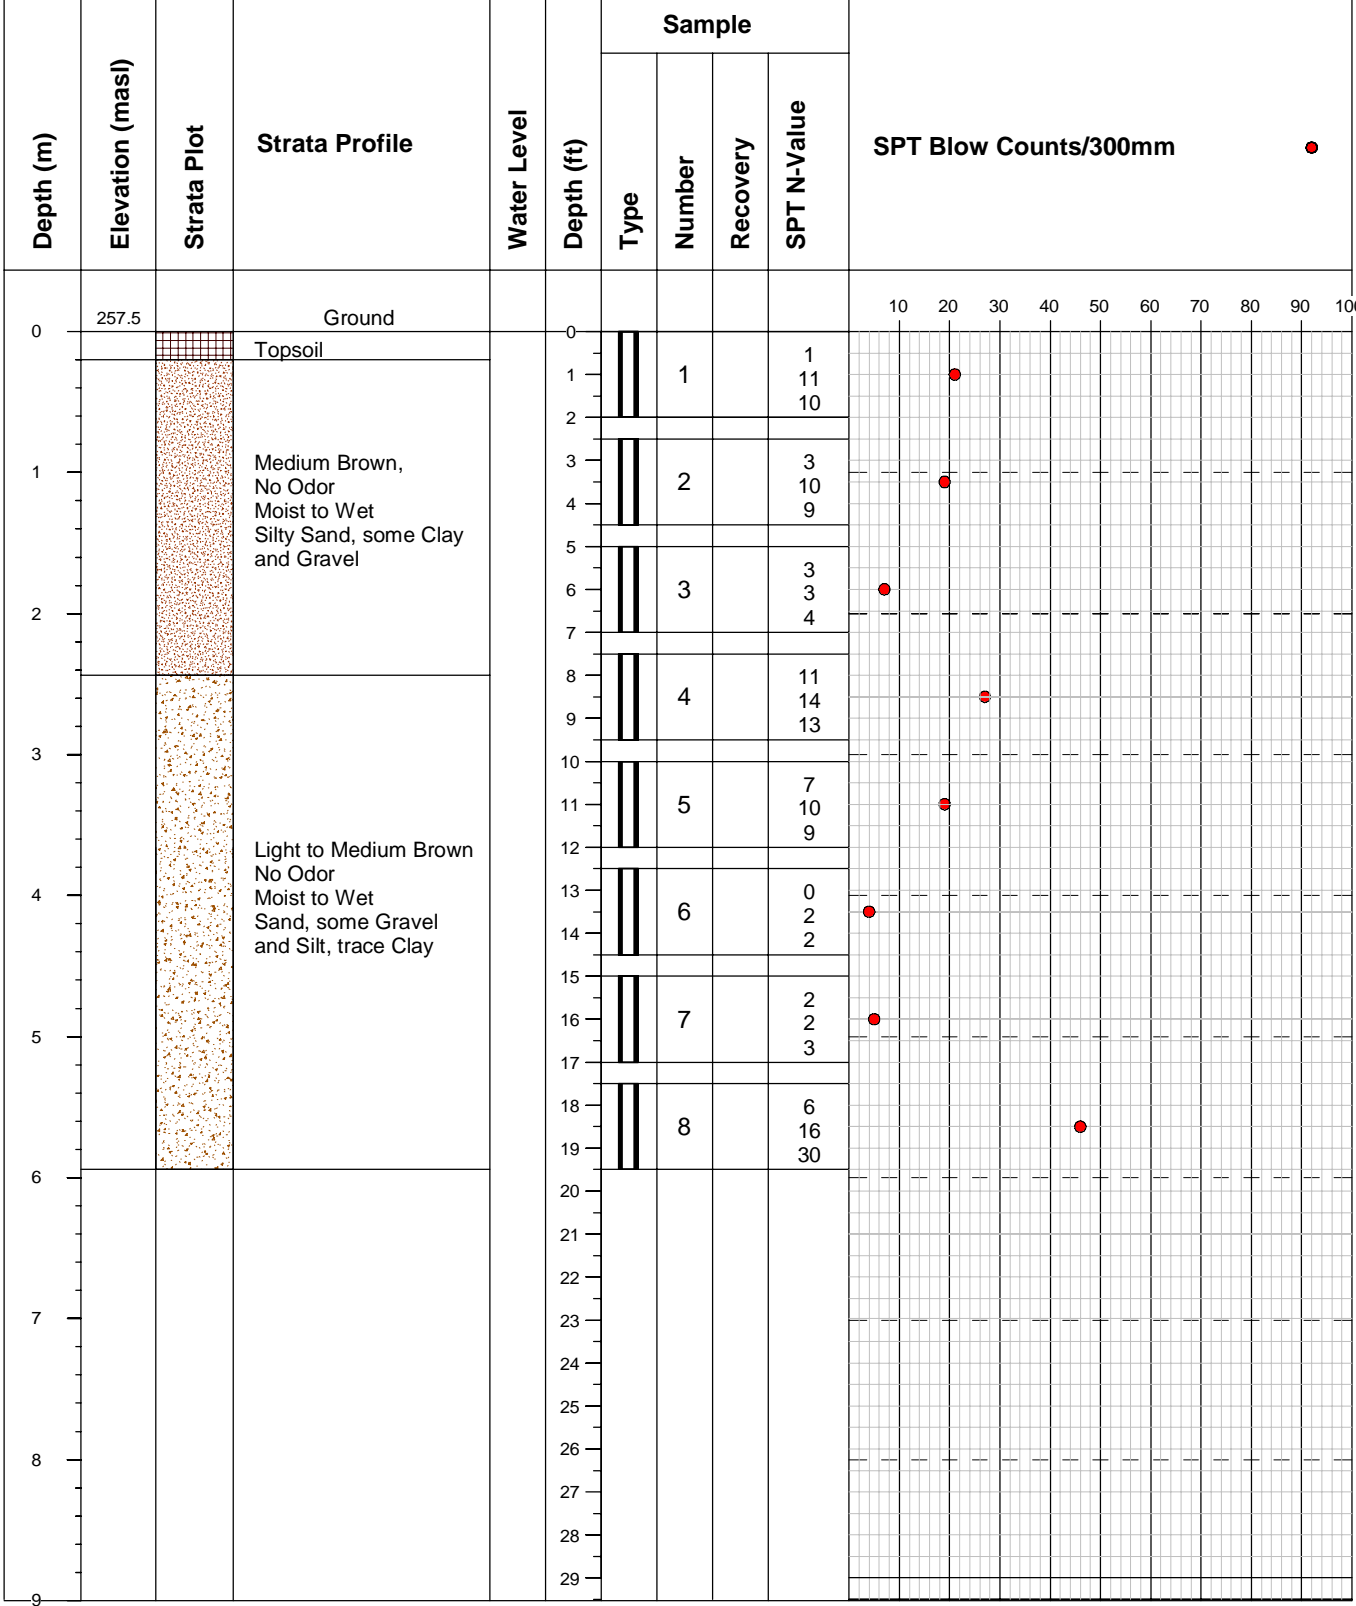 Sample
Depth (m)
Elevation (masl)
Strata Plot
Strata Profile
Water Level
Depth (ft)
Type
Number
Recovery
SPT N-Value
SPT Blow Counts/300mm
10 20 30 40 50 60 70 80 90 100
257.5
Ground
0
0
Topsoil
1
1
1
11
10
2
Medium Brown,
No Odor
Moist to Wet
Silty Sand, some Clay
and Gravel
1
3
4
2
3
10
9
5
6
7
3
3
3
4
2
8
9
4
11
14
13
3
10
11
12
5
7
10
9
Light to Medium Brown
No Odor
Moist to Wet
Sand, some Gravel
and Silt, trace Clay
4
13
14
6
0
2
2
15
16
17
7
2
2
3
5
18
19
8
6
16
30
6
20
21
22
7
23
24
25
8
26
27
28
29
9